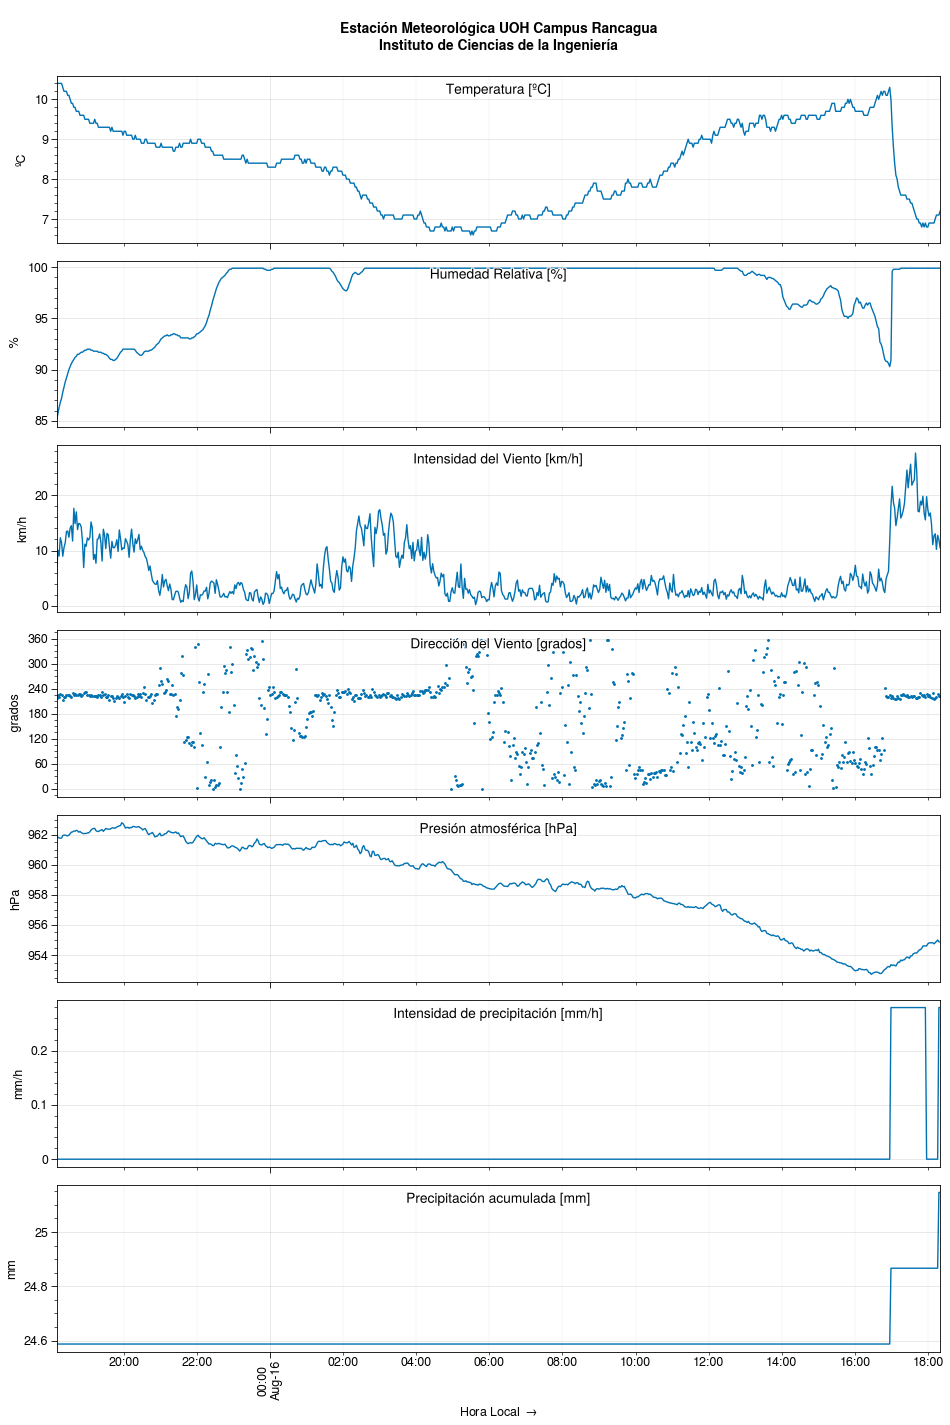 Estación Meteorológica UOH Campus Rancagua
Instituto de Ciencias de la Ingeniería
Temperatura [ºC]
ºC
10
9
8
7
Humedad Relativa [%]
%
100
95
90
85
Intensidad del Viento [km/h]
km/h
20
10
0
Dirección del Viento [grados]
grados
360
300
240
180
120
60
0
Presión atmosférica [hPa]
hPa
962
960
958
956
954
Intensidad de precipitación [mm/h]
mm/h
0.2
0.1
0
Precipitación acumulada [mm]
mm
25
24.8
24.6
20:00 22:00 00:00 02:00 04:00 06:00 08:00 10:00 12:00 14:00 16:00 18:00
Aug-16
Hora Local →